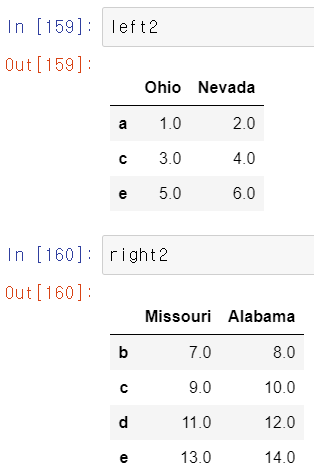 In [159]: left2
Out[159]:
Ohio Nevada
a 1.0 2.0
c 3.0 4.0
e 5.0 6.0
In [160]: right2
Out[160]:
Missouri Alabama
b 7.0 8.0
c 9.0 10.0
d 11.0 12.0
e 13.0 14.0